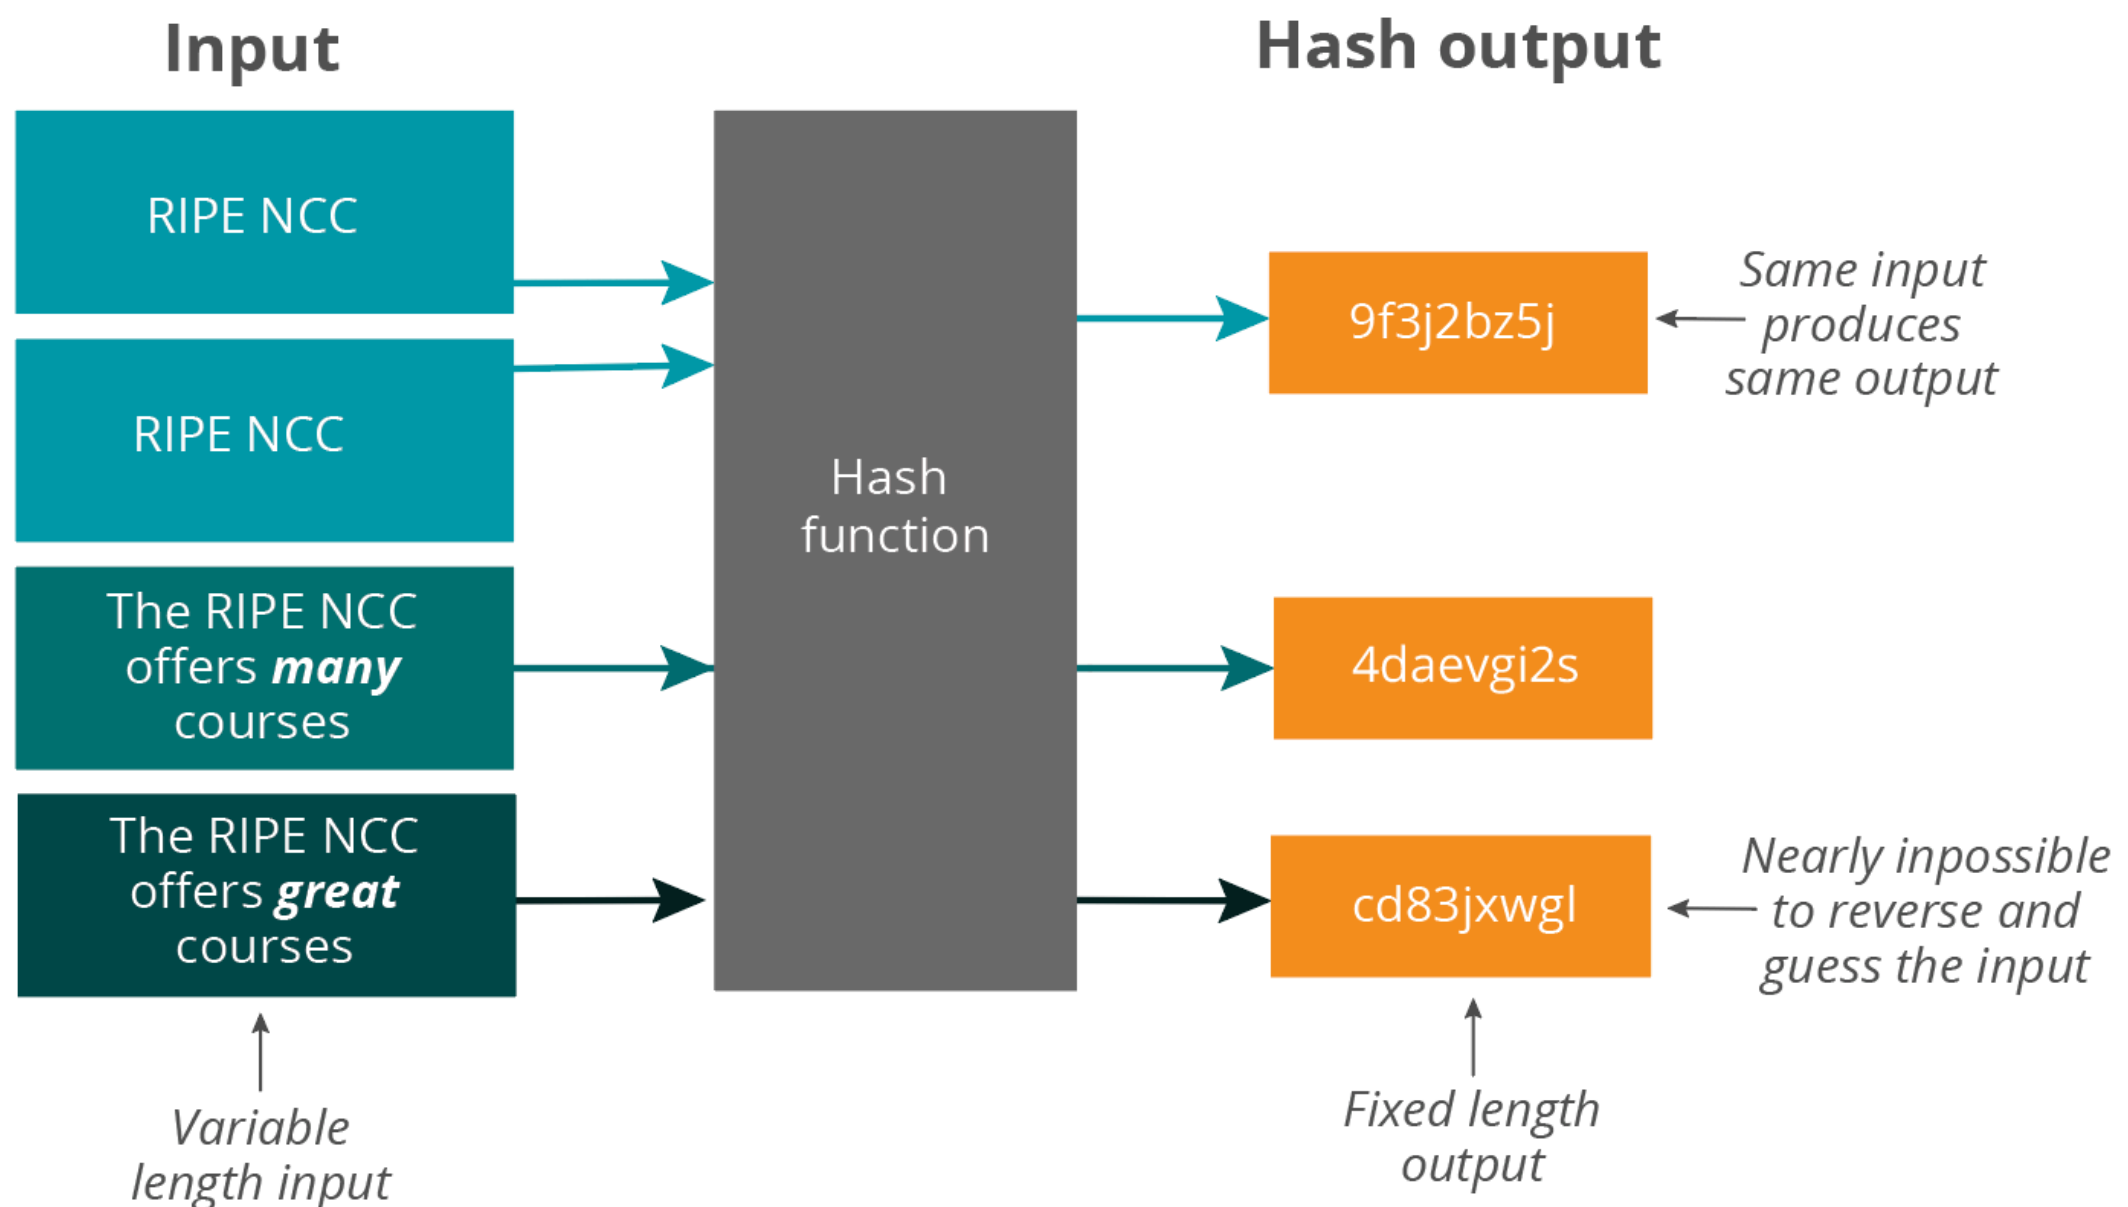 Input
Hash output
RIPE NCC
RIPE NCC
The RIPE NCC
offers many
courses
The RIPE NCC
offers great
courses
Variable
length input
Hash
function
9f3j2bz5j
Same input
produces
same output
4daevgi2s
cd83jxwgl
Nearly inpossible
to reverse and
guess the input
Fixed length
output